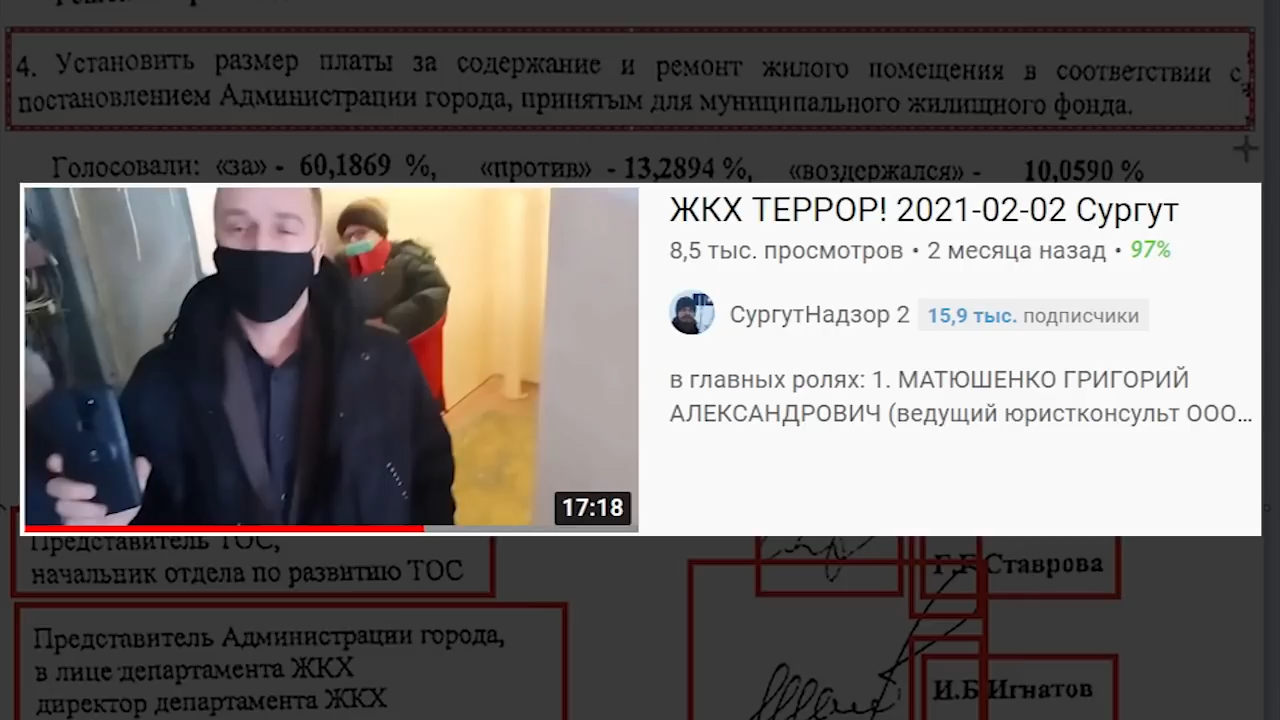 4. Установить размер платы за содержание и ремонт жилого помещения в соответствии с
постановлением Администрации города, принятым для муниципального жилищного фонда.
Голосовали: «за» - 60,1869 %, «против» - 13,2894 %, «воздержался» - 10,0590 %
ЖКХ ТЕРРОР! 2021-02-02 Сургут
8,5 тыс. просмотров • 2 месяца назад • 97%
СургутНадзор 2 15,9 тыс. подписчики
в главных ролях: 1. МАТЮШЕНКО ГРИГОРИЙ
АЛЕКСАНДРОВИЧ (ведущий юристконсульт ООО...
17:18
Представитель ТОС,
начальник отдела по развитию ТОС
Г.Г. Ставрова
Представитель Администрации города,
в лице департамента ЖКХ
директор департамента ЖКХ
И.Б Игнатов